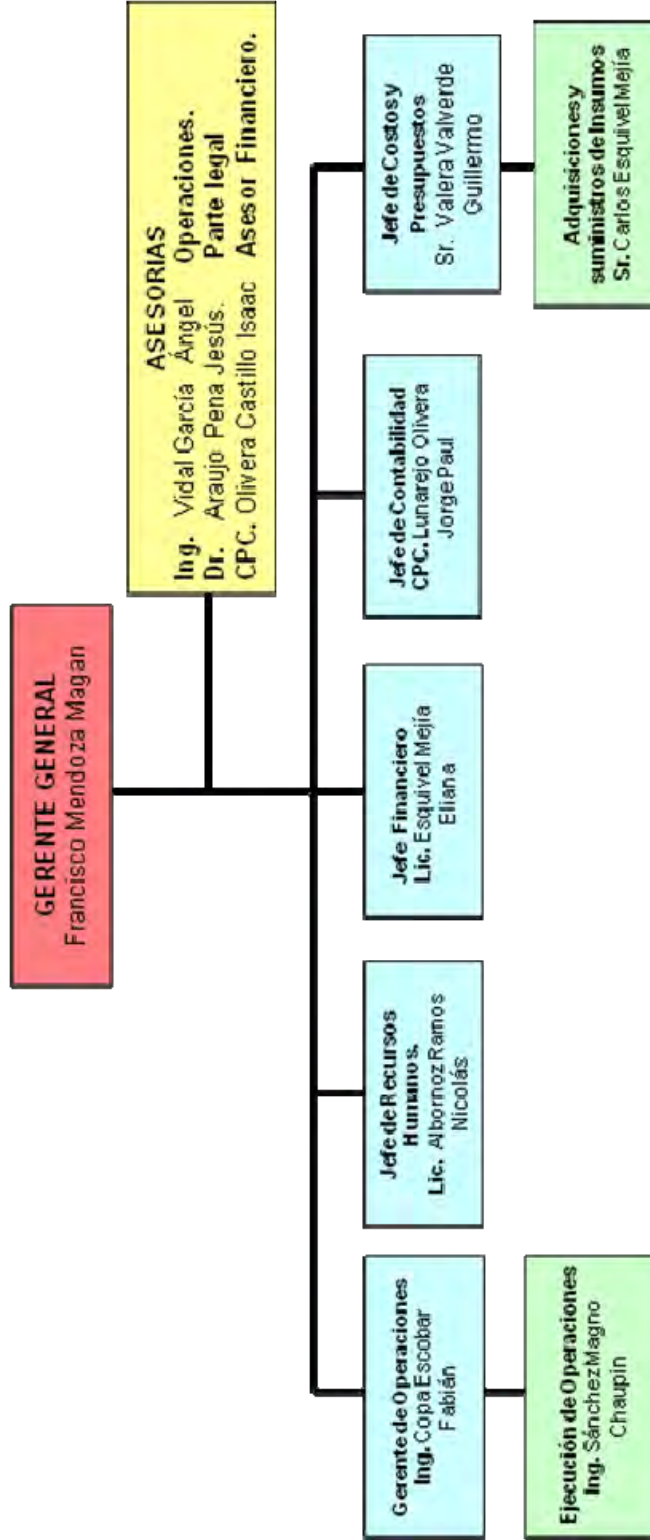 GERENTE GENERAL
Francisco Mendoza Magan
ASESORIAS
Ing. Vidal García Ángel Operaciones.
Dr. Araujo Pena Jesús. Parte legal
CPC. Olivera Castillo Isaac Asesor Financiero.
Gerente de Operaciones
Ing. Copa Escobar
Fabián
Jefe de Recursos
Humanos.
Lic. Albornoz Ramos
Nicolás
Jefe Financiero
Lic. Esquivel Mejía
Eliana
Jefe de Contabilidad
CPC. Lunarejo Olivera
Jorge Paul
Jefe de Costos y
Presupuestos
Sr. Valera Valverde
Guillermo
Ejecución de Operaciones
Ing. Sánchez Magno
Chaupin
Adquisiciones y
suministros de Insumos
Sr. Carlos Esquivel Mejía